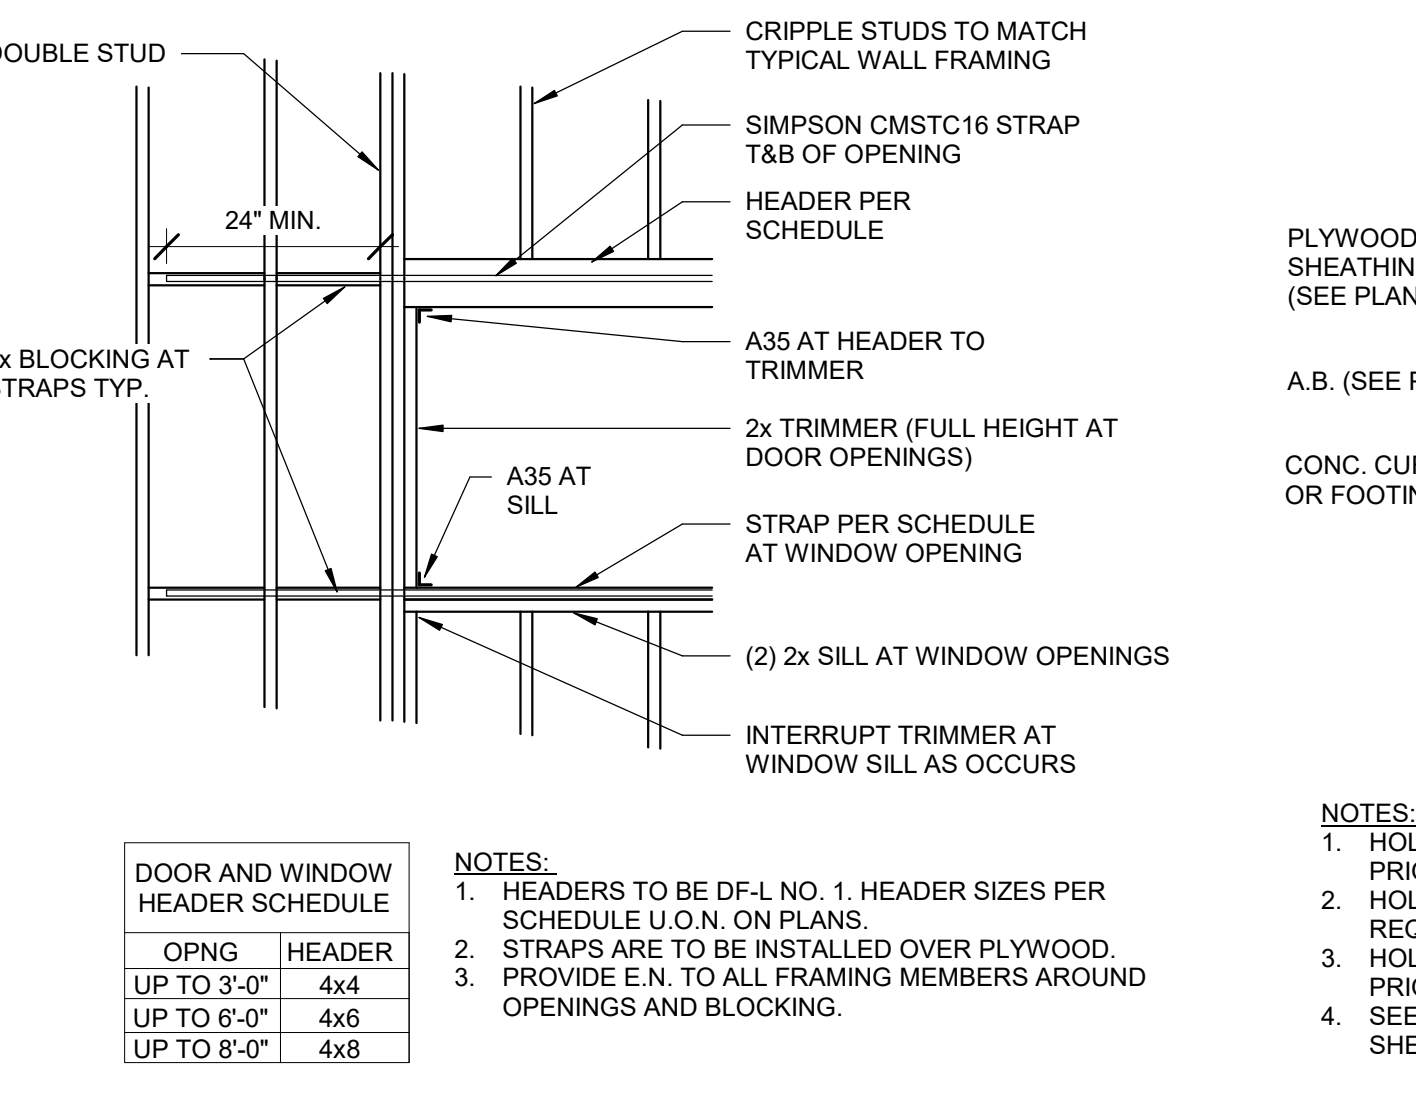 DOUBLE STUD
CRIPPLE STUDS TO MATCH
TYPICAL WALL FRAMING
SIMPSON CMSTC16 STRAP
T&B OF OPENING
HEADER PER
SCHEDULE
24" MIN.
x BLOCKING AT
STRAPS TYP.
A35 AT HEADER TO
TRIMMER
2x TRIMMER (FULL HEIGHT AT
DOOR OPENINGS)
A35 AT
SILL
STRAP PER SCHEDULE
AT WINDOW OPENING
(2) 2x SILL AT WINDOW OPENINGS
INTERRUPT TRIMMER AT
WINDOW SILL AS OCCURS
DOOR AND WINDOW
HEADER SCHEDULE
OPNG HEADER
UP TO 3'-0" 4x4
UP TO 6'-0" 4x6
UP TO 8'-0" 4x8
NOTES:
1. HEADERS TO BE DF-L NO. 1. HEADER SIZES PER
SCHEDULE U.O.N. ON PLANS.
2. STRAPS ARE TO BE INSTALLED OVER PLYWOOD.
3. PROVIDE E.N. TO ALL FRAMING MEMBERS AROUND
OPENINGS AND BLOCKING.
PLYWOOD
SHEATHIN
(SEE PLAN
A.B. (SEE
CONC.
OR FOOTIN
NOTES:
1. HOL
2. HOL
3. HOL
4. SEE